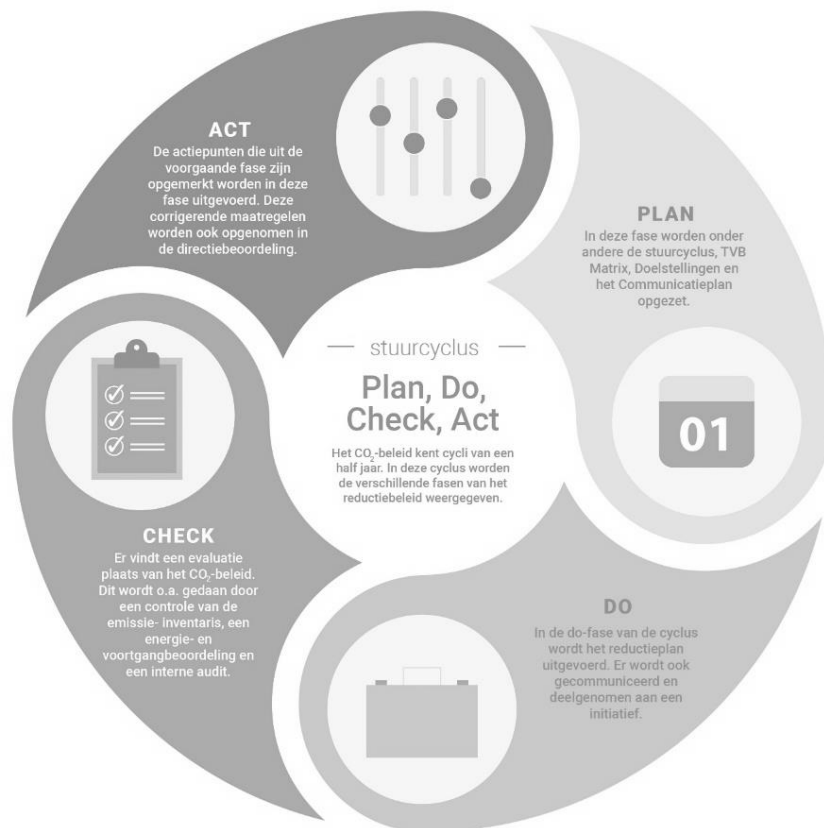 stuurcyclus
Plan, Do,
Check, Act
Het CO₂-beleid kent cycli van een
half jaar. In deze cyclus worden
de verschillende fasen van het
reductiebeleid weergegeven.
PLAN
In deze fase worden onder
andere de stuurcyclus, TVB
Matrix, Doelstellingen en
het Communicatieplan
opgezet.
01
DO
In de do-fase van de cyclus
wordt het reductieplan
uitgevoerd. Er wordt ook
gecommuniceerd en
deelgenomen aan een
initiatief.
CHECK
Er vindt een evaluatie
plaats van het CO₂-beleid.
Dit wordt o.a. gedaan door
een controle van de
emissie- inventaris, een
energie- en
voortgangbeoordeling en
een interne audit.
ACT
De actiepunten die uit de
voorgaande fase zijn
opgemerkt worden in deze
fase uitgevoerd. Deze
corrigerende maatregelen
worden ook opgenomen in
de directiebeoordeling.